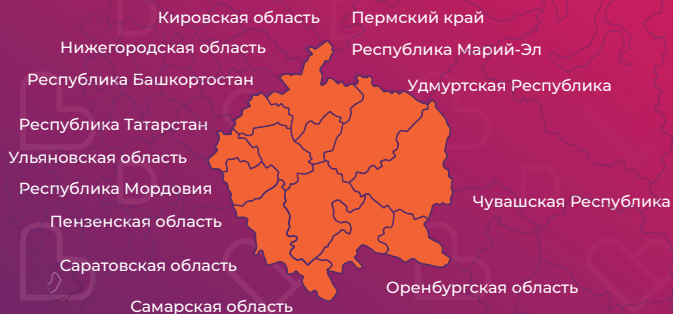 Кировская область
Пермский край
Нижегородская область
Республика Марий-Эл
Республика Башкортостан
Удмуртская Республика
Республика Татарстан
Ульяновская область
Республика Мордовия
Чувашская Республика
Пензенская область
Саратовская область
Оренбургская область
Самарская область